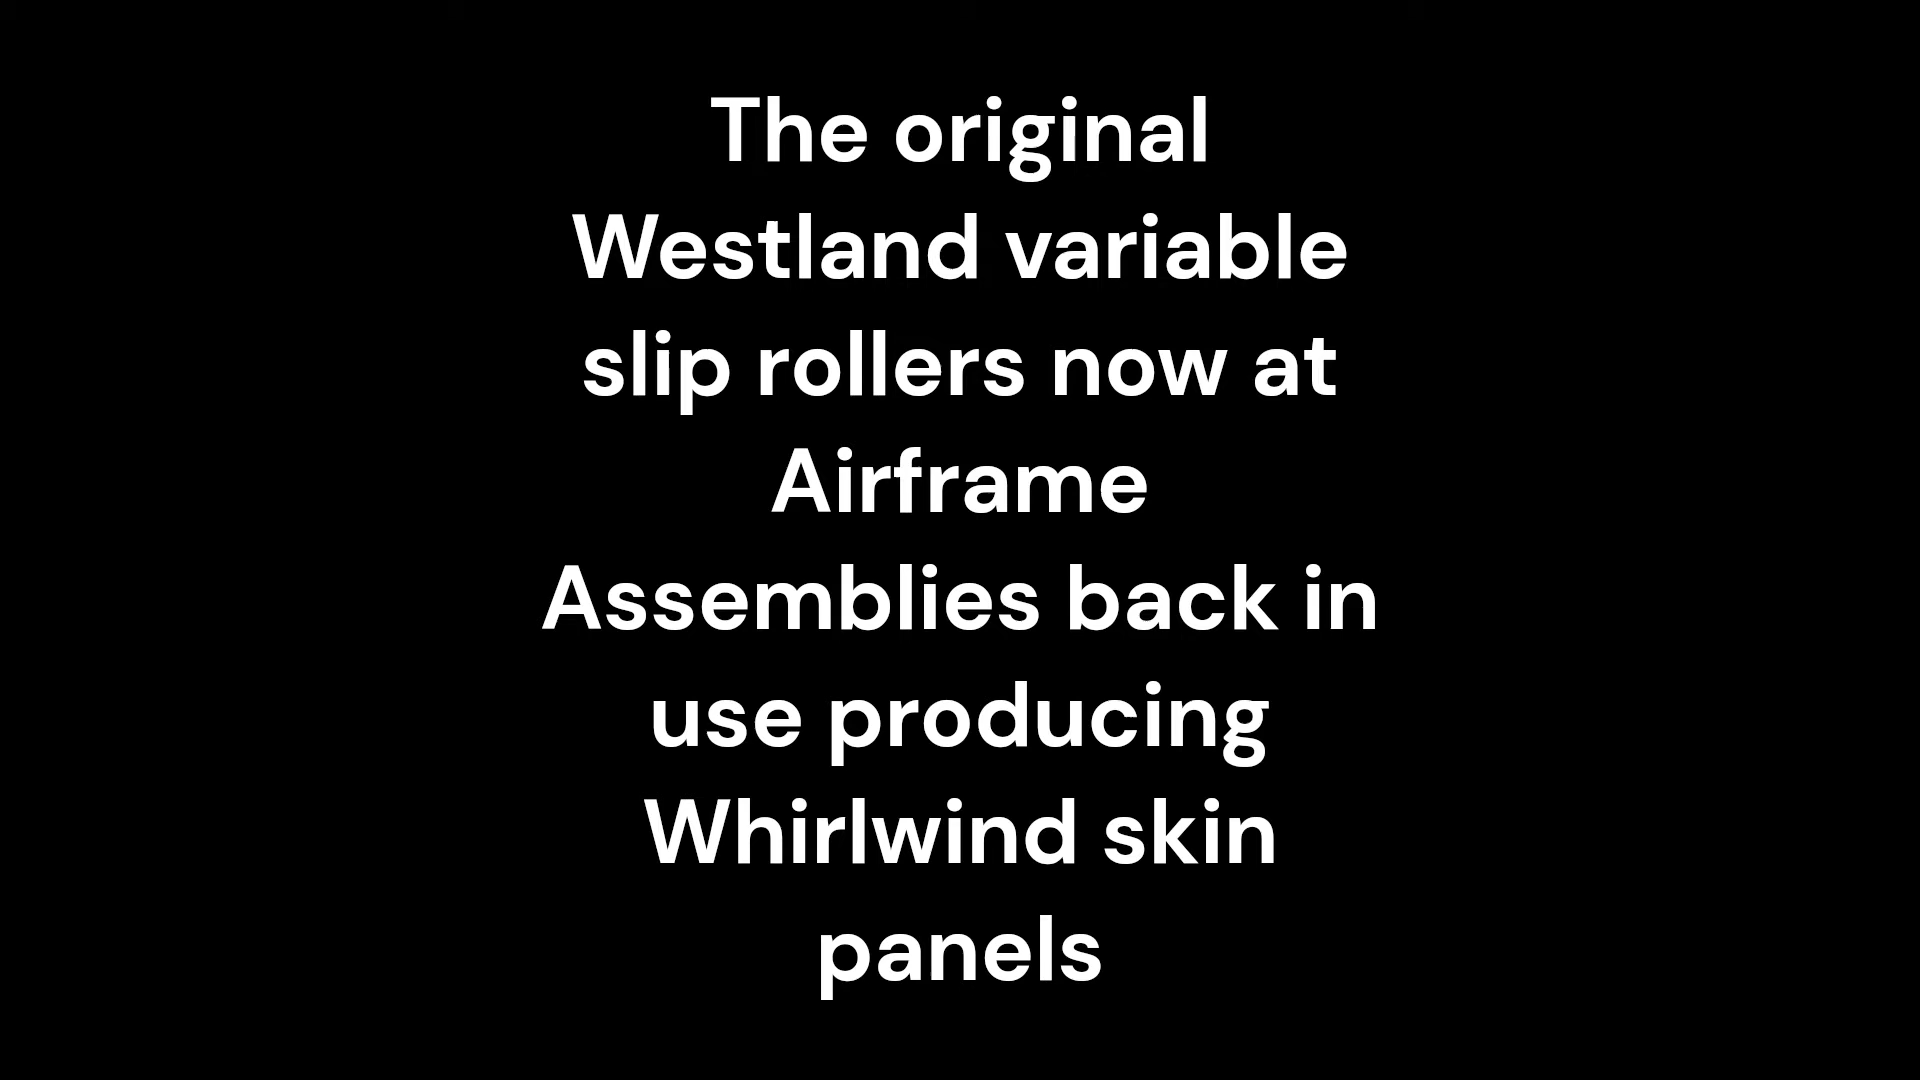 The original
Westland variable
slip rollers now at
Airframe
Assemblies back in
use producing
Whirlwind skin
panels